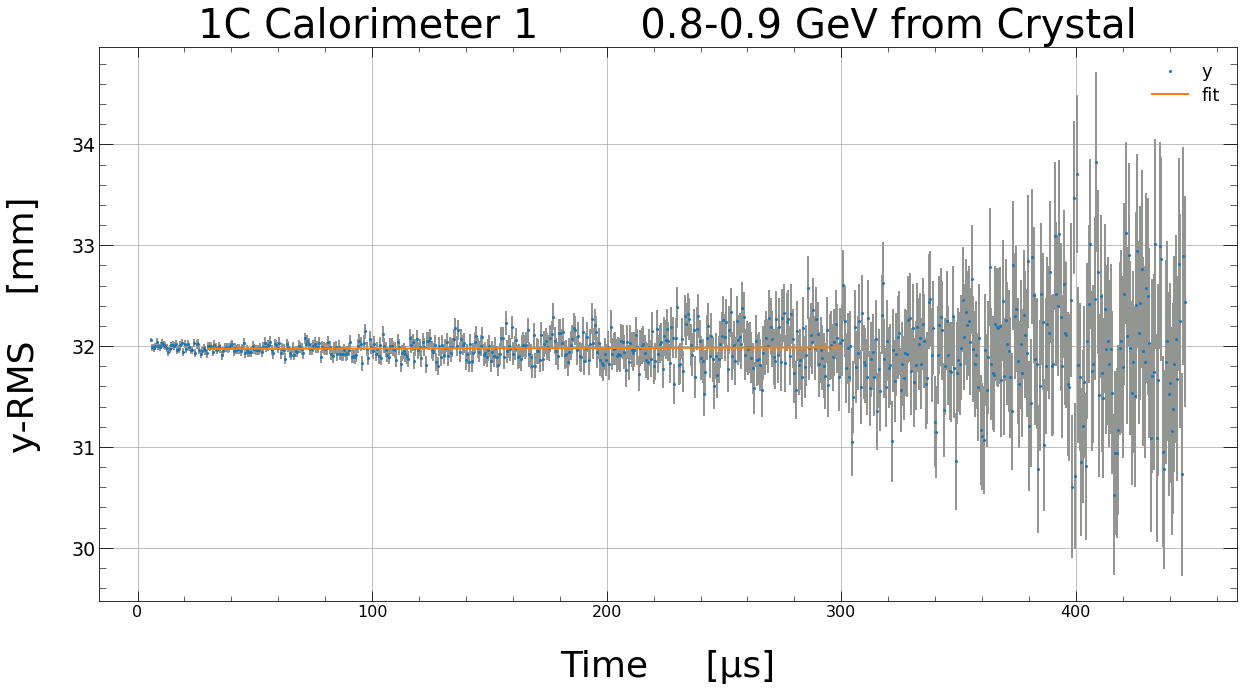 1C Calorimeter 1 0.8-0.9 GeV from Crystal
y
fit
34
33
32
31
30
y-RMS [mm]
0 100 200 300 400
Time [μs]